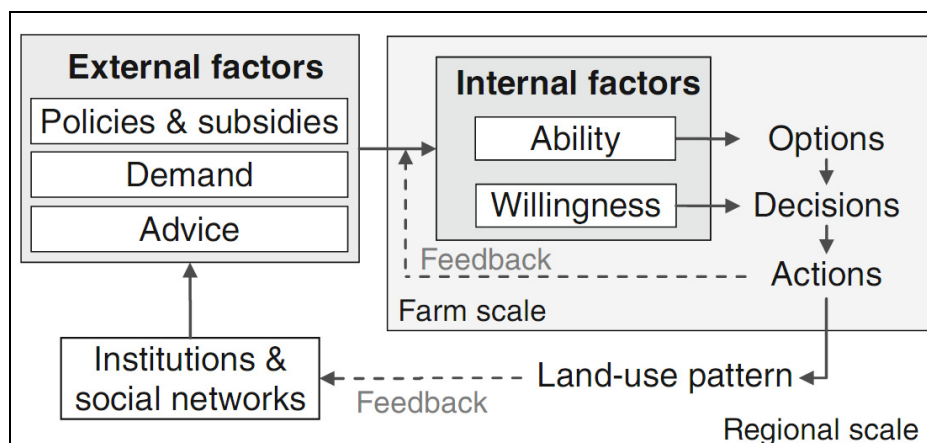 External factors
Policies & subsidies
Demand
Advice
Internal factors
Ability
Willingness
Options
Decisions
Actions
Feedback
Farm scale
Institutions &
social networks
Feedback
Land-use pattern
Regional scale